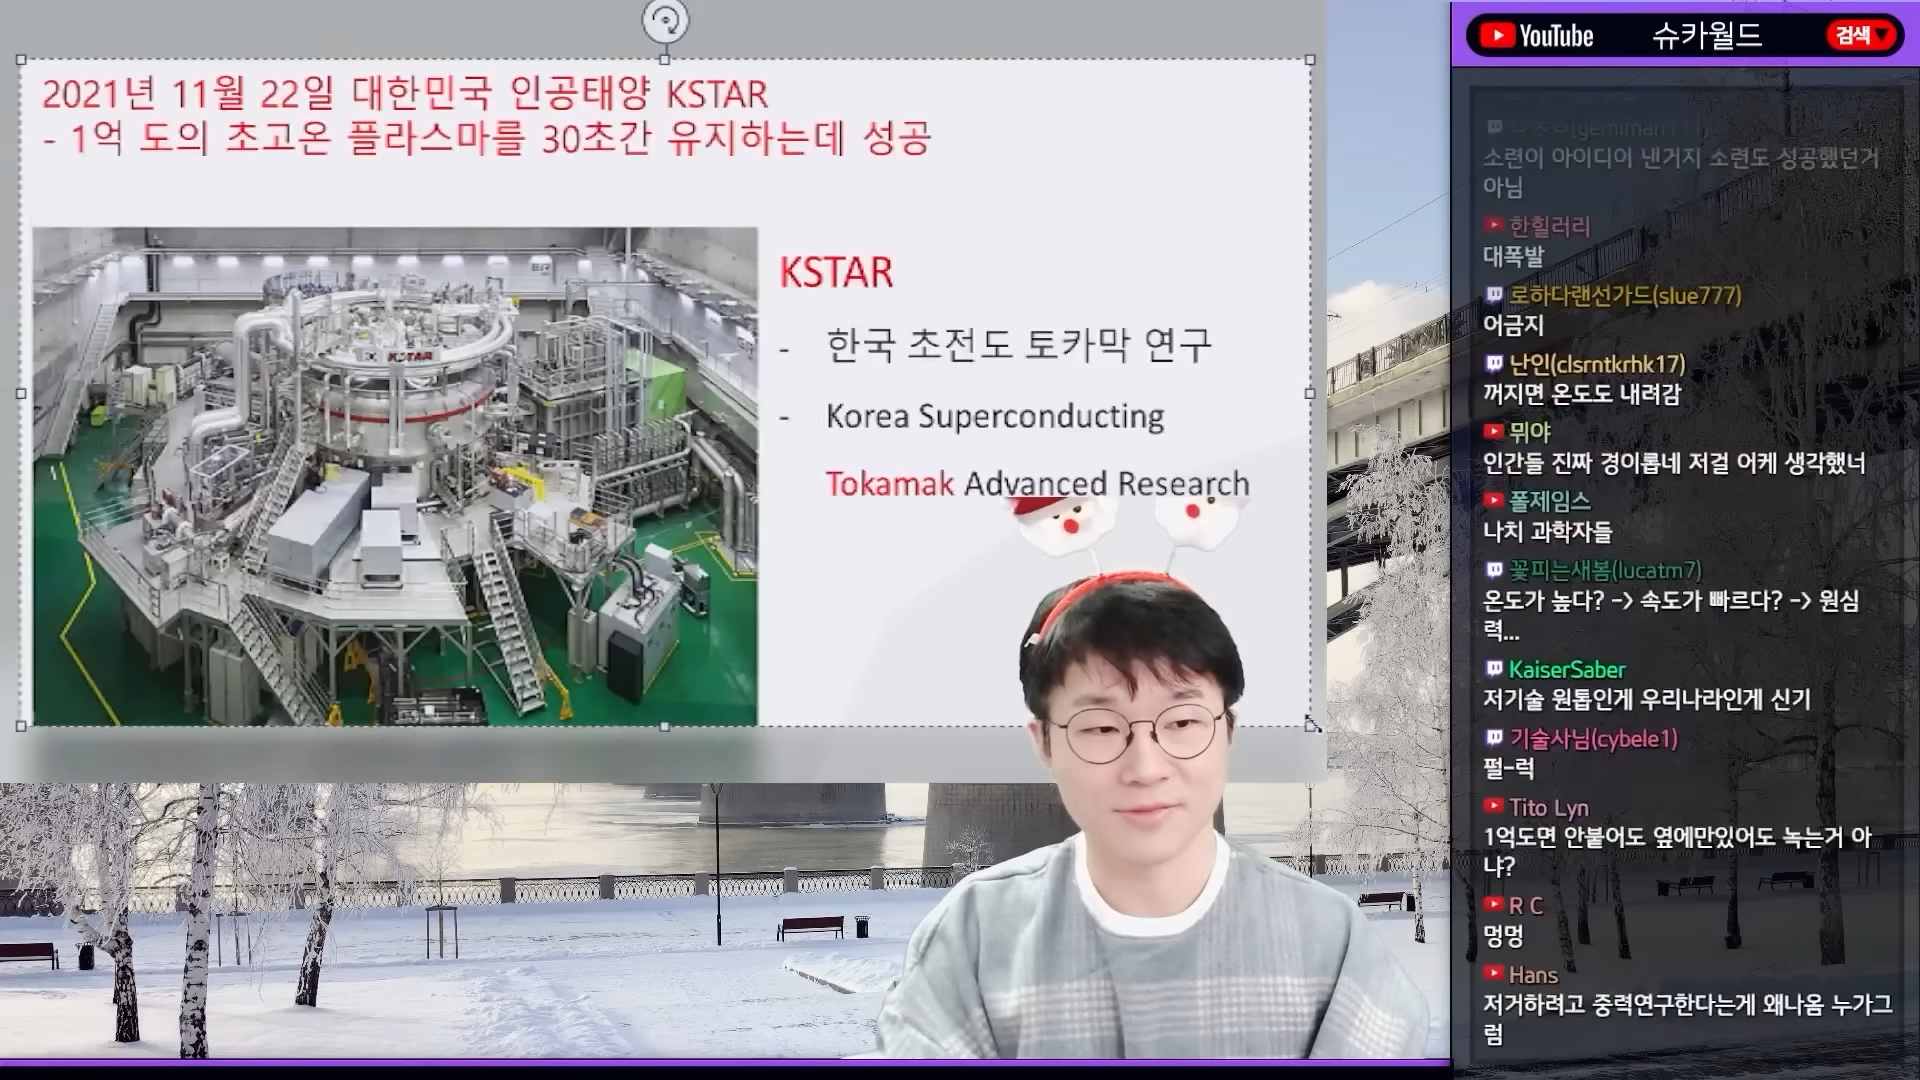 2021년 11월 22일 대한민국 인공태양 KSTAR
- 1억 도의 초고온 플라스마를 30초간 유지하는데 성공
KSTAR
KSTAR
- 한국 초전도 토카막 연구
- Korea Superconducting
Tokamak Advanced Research
YouTube 슈카월드 검색
소련이 아이디어 낸거지 소련도 성공했던거
아님
한힐러리
대폭발
로하다랜선가드(slue777)
어금지
난인(clsrntkrhk17)
꺼지면 온도도 내려감
뮈야
인간들 진짜 경이롭네 저걸 어케 생각했너
폴제임스
나치 과학자들
꽃피는새봄(lucatm7)
온도가 높다? -> 속도가 빠르다? -> 원심
력...
KaiserSaber
저기술 원톱인게 우리나라인게 신기
기술사님(cybele1)
펄-럭
Tito Lyn
1억도면 안붙어도 옆에만있어도 녹는거 아
냐?
R C
멍멍
Hans
저거하려고 중력연구한다는게 왜나옴 누가그
럼